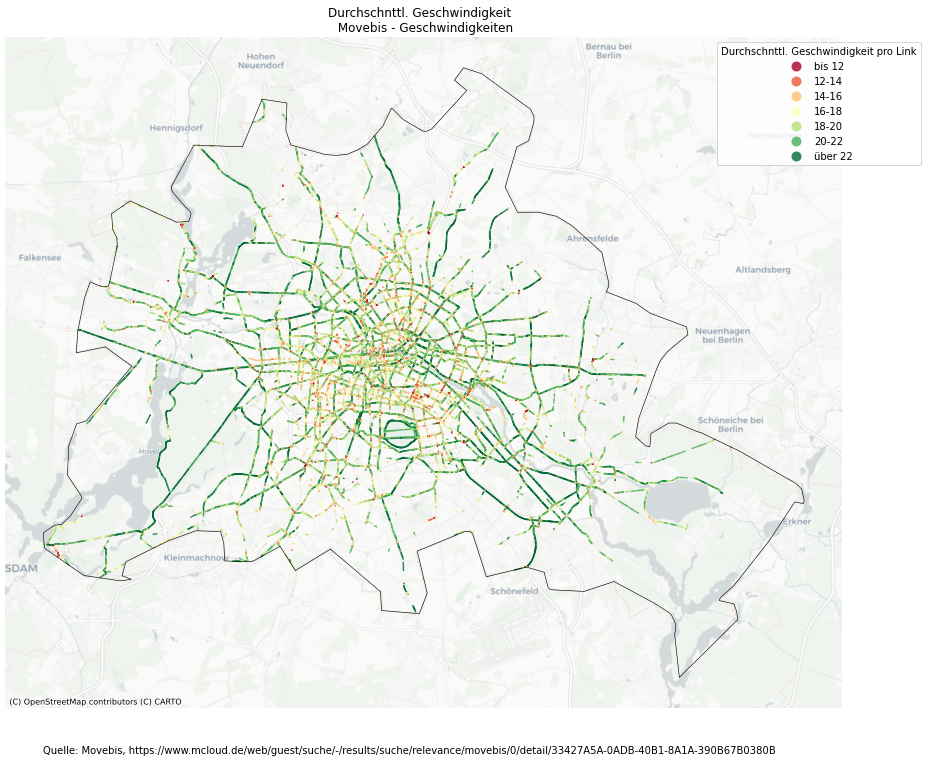 Durchschnttl. Geschwindigkeit
Movebis - Geschwindigkeiten
Durchschnttl. Geschwindigkeit pro Link
bis 12
12-14
14-16
16-18
18-20
20-22
über 22
Bernau bei
Berlin
Hohen
Neuendorf
Hennigsdorf
Ahrensfelde
Falkensee
Altlandsberg
Neuenhagen
bei Berlin
Schöneiche bei
Berlin
Havel
Erkner
Kleinmachnow
SDAM
Schönefeld
(C) OpenStreetMap contributors (C) CARTO
Quelle: Movebis, https://www.mcloud.de/web/guest/suche/-/results/suche/relevance/movebis/0/detail/33427A5A-0ADB-40B1-8A1A-390B67B0380B